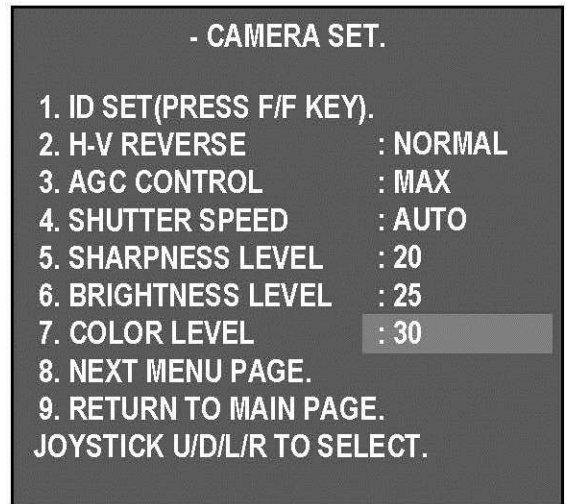 - CAMERA SET.
1. ID SET(PRESS F/F KEY).
2. H-V REVERSE : NORMAL
3. AGC CONTROL : MAX
4. SHUTTER SPEED : AUTO
5. SHARPNESS LEVEL : 20
6. BRIGHTNESS LEVEL : 25
7. COLOR LEVEL : 30
8. NEXT MENU PAGE.
9. RETURN TO MAIN PAGE.
JOYSTICK U/D/L/R TO SELECT.